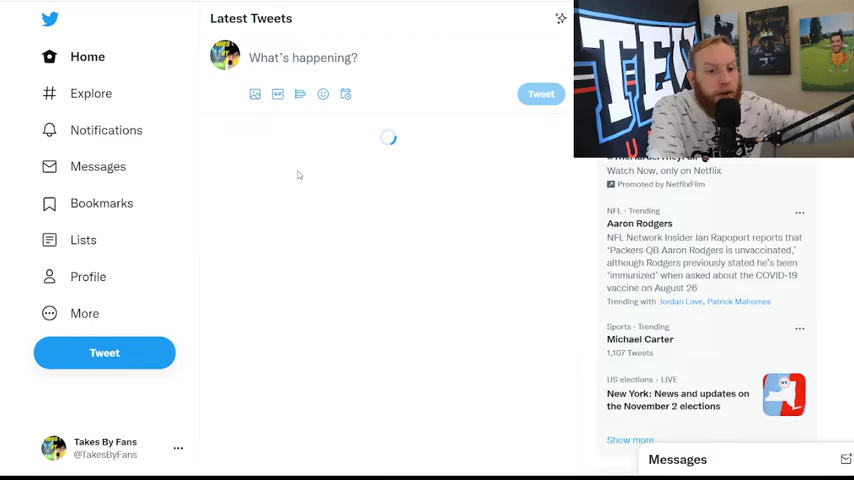 Home
Explore
Notifications
Messages
Bookmarks
Lists
Profile
More
Tweet
Takes By Fans
@TakesByFans
Latest Tweets
What's happening?
GIF
Tweet
Watch Now, only on Netflix
Promoted by NetflixFilm
NFL · Trending
Aaron Rodgers
NFL Network Insider Ian Rapoport reports that
'Packers QB Aaron Rodgers is unvaccinated,'
although Rodgers previously stated he's been
'immunized' when asked about the COVID-19
vaccine on August 26
Trending with Jordan Love, Patrick Mahomes
Sports · Trending
Michael Carter
1,107 Tweets
US elections · LIVE
New York: News and updates on
the November 2 elections
Show more
Messages